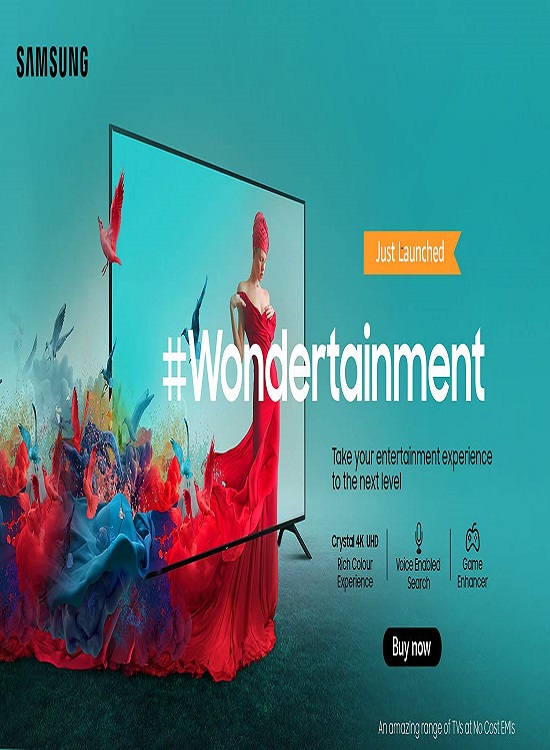 SAMSUNG
Just Launched
#Wondertainment
Take your entertainment experience
to the next level
Crystal 4K UHD
Rich Colour
Experience
Voice Enabled
Search
Game
Enhancer
Buy now
An amazing range of TVs at No Cost EMIs